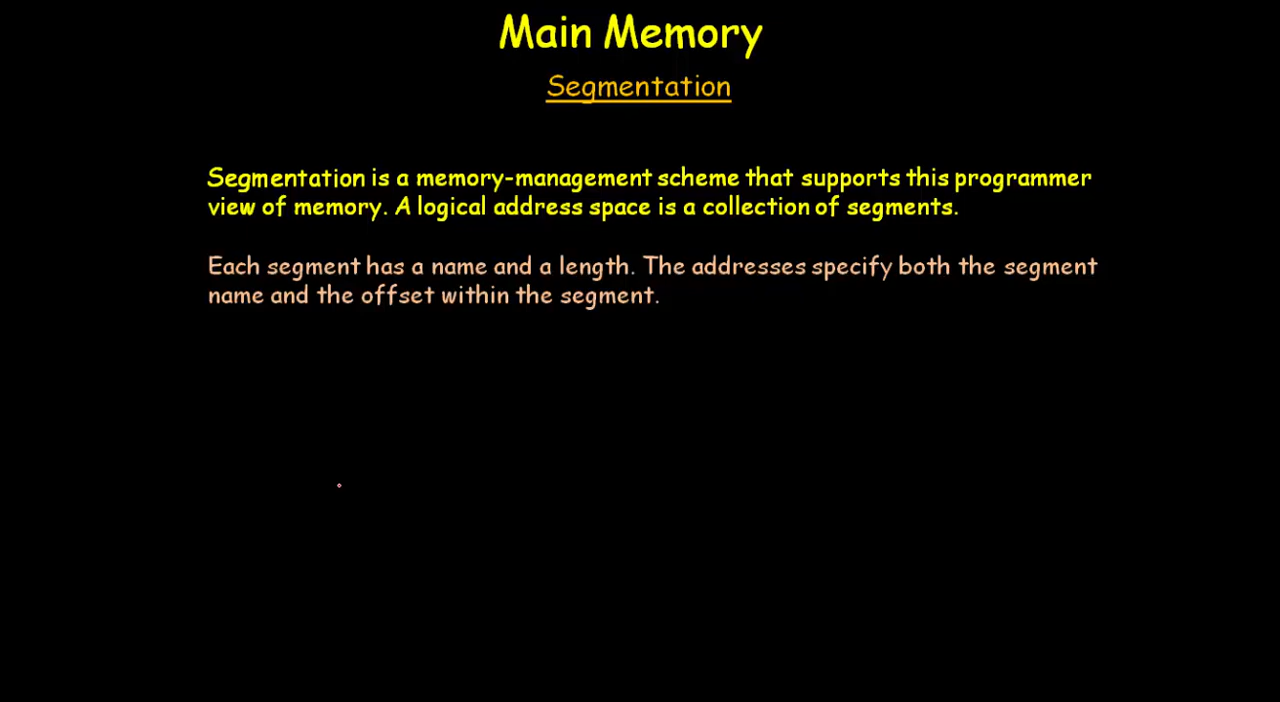 Main Memory
Segmentation
Segmentation is a memory-management scheme that supports this programmer
view of memory. A logical address space is a collection of segments.
Each segment has a name and a length. The addresses specify both the segment
name and the offset within the segment.